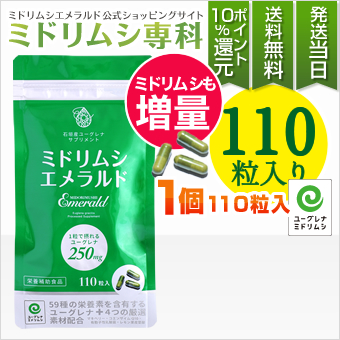 ミドリムシエメラルド公式ショッピングサイト
ミドリムシ専科
ポイント
10%還元
送料無料
発送当日
ミドリムシも
増量
110
粒入り
1個110粒入
石垣産ユーグレナ
サプリメント
ミドリムシ
エメラルド
Emerald
1粒で摂れる
ユーグレナ
250mg
栄養補助食品
110粒入
59種の栄養素を含有する
ユーグレナ+4つの厳選
素材配合
ユーグレナ
ミドリムシ